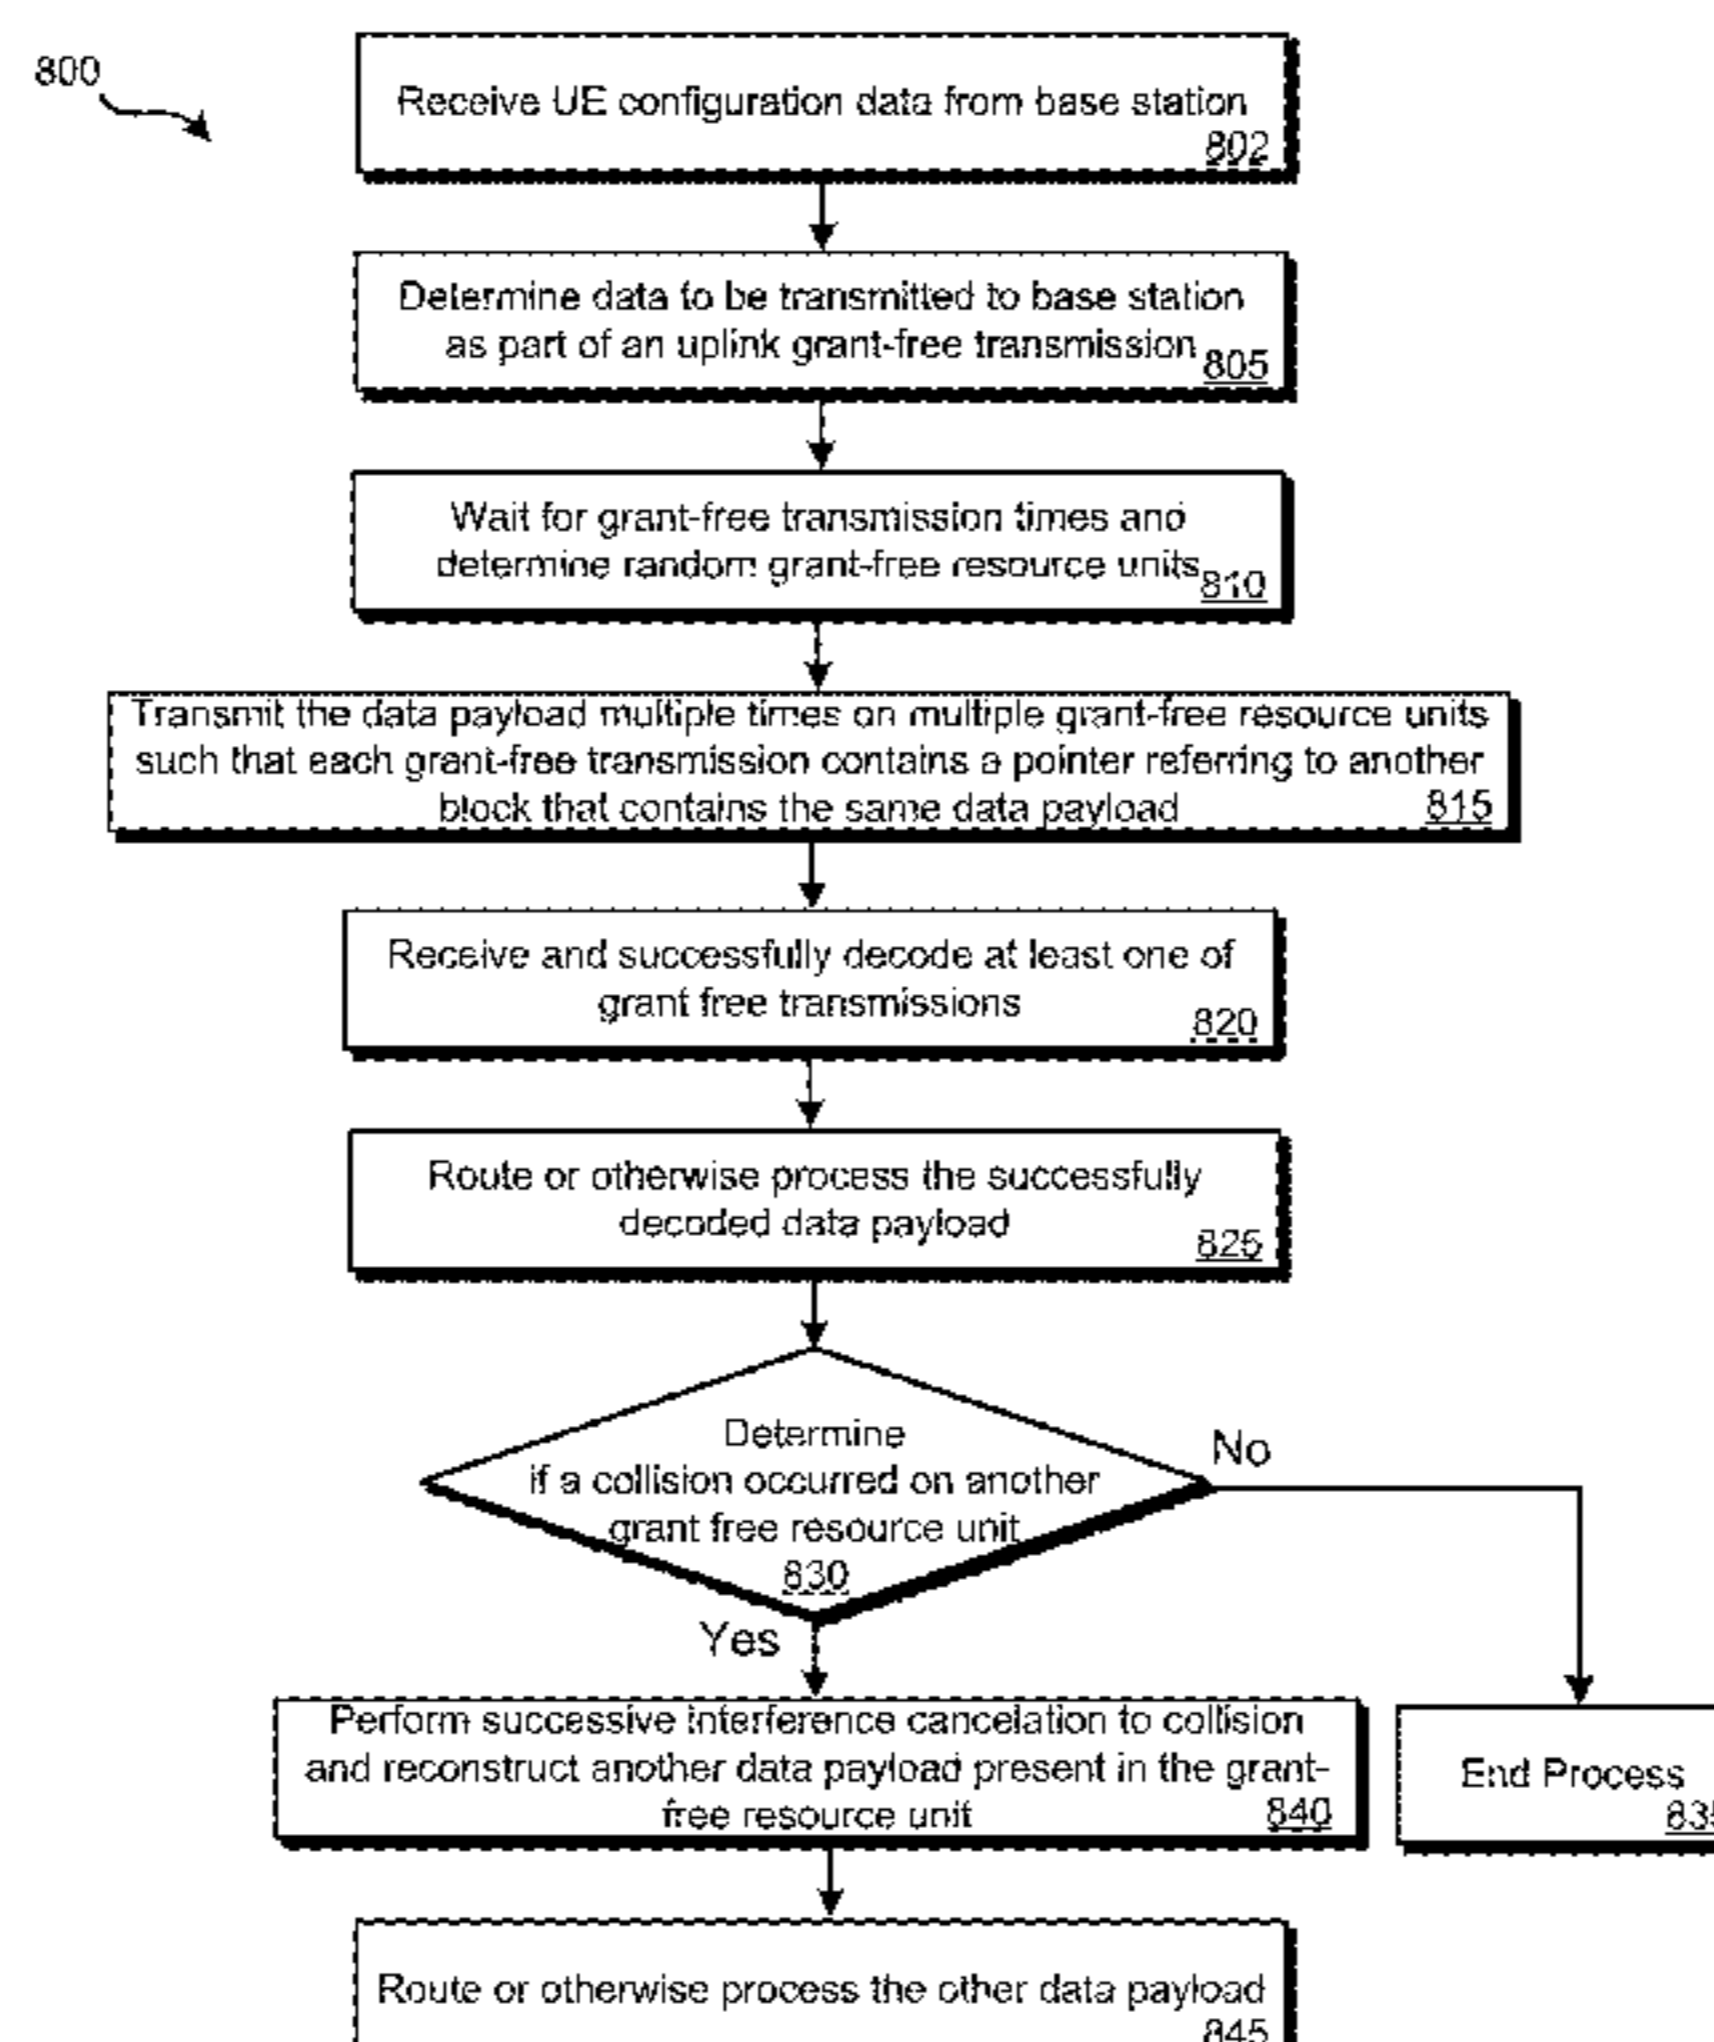 800
Receive UE configuration data from base station
802
Determine data to be transmitted to base station
as part of an uplink grant-free transmission
805
Wait for grant-free transmission times and
determine random grant-free resource units
810
Transmit the data payload multiple times on multiple grant-free resource units
such that each grant-free transmission contains a pointer referring to another
block that contains the same data payload
815
Receive and successfully decode at least one of
grant free transmissions
820
Route or otherwise process the successfully
decoded data payload
825
Determine
if a collision occurred on another
grant free resource unit
830
No
Yes
Perform successive interference cancelation to collision
and reconstruct another data payload present in the grant-
free resource unit
840
End Process
835
Route or otherwise process the other data payload
845